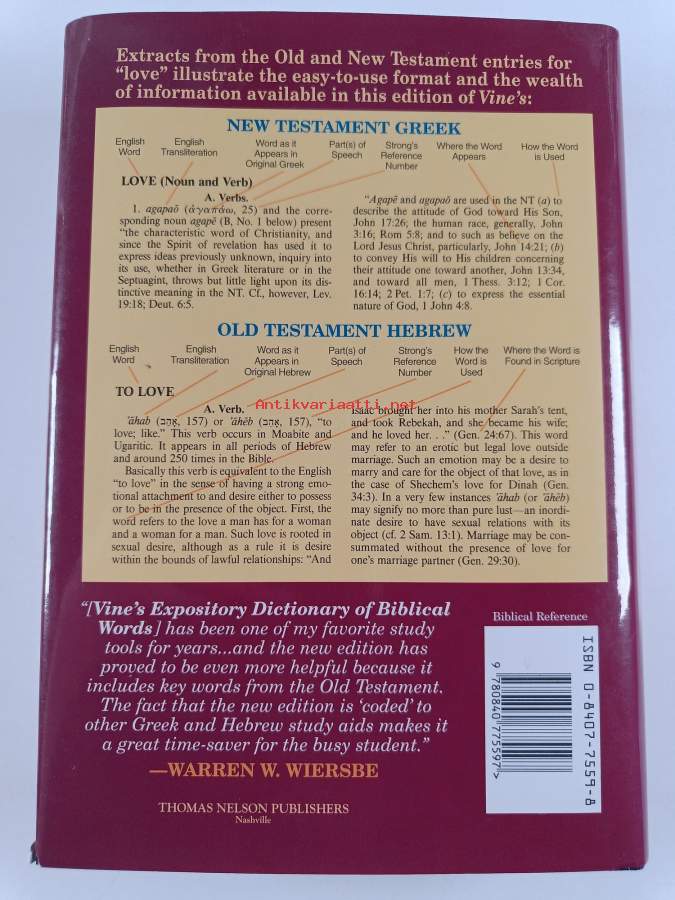 Extracts from the Old and New Testament entries for
“love” illustrate the easy-to-use format and the wealth
of information available in this edition of Vine’s:
NEW TESTAMENT GREEK
English
Word
English
Transliteration
Word as it
Appears in
Original Greek
Part(s) of
Speech
Strong's
Reference
Number
Where the Word
Appears
How the Word
is Used
LOVE (Noun and Verb)
A. Verbs.
1. agapaō (ἀγαπάω, 25) and the corre-
sponding noun agapē (B, No. 1 below) present
“the characteristic word of Christianity, and
since the Spirit of revelation has used it to
express ideas previously unknown, inquiry into
its use, whether in Greek literature or in the
Septuagint, throws but little light upon its dis-
tinctive meaning in the NT. Cf., however, Lev.
19:18; Deut. 6:5.
“Agapē and agapaō are used in the NT (a) to
describe the attitude of God toward His Son,
John 17:26; the human race, generally, John
3:16; Rom 5:8; and to such as believe on the
Lord Jesus Christ, particularly, John 14:21; (b)
to convey His will to His children concerning
their attitude one toward another, John 13:34,
and toward all men, 1 Thess. 3:12; 1 Cor.
16:14; 2 Pet. 1:7; (c) to express the essential
nature of God, 1 John 4:8.
OLD TESTAMENT HEBREW
English
Word
English
Transliteration
Word as it
Appears in
Original Hebrew
Part(s) of
Speech
Strong's
Reference
Number
How the
Word is
Used
Where the Word is
Found in Scripture
TO LOVE
A. Verb.
’āhab (אָהַב, 157) or ’āhēb (אָהֵב, 157), “to
love; like.” This verb occurs in Moabite and
Ugaritic. It appears in all periods of Hebrew
and around 250 times in the Bible.
Basically this verb is equivalent to the English
“to love” in the sense of having a strong emo-
tional attachment to and desire either to possess
or to be in the presence of the object. First, the
word refers to the love a man has for a woman
and a woman for a man. Such love is rooted in
sexual desire, although as a rule it is desire
within the bounds of lawful relationships: “And
Isaac brought her into his mother Sarah's tent,
and took Rebekah, and she became his wife;
and he loved her. . .” (Gen. 24:67). This word
may refer to an erotic but legal love outside
marriage. Such an emotion may be a desire to
marry and care for the object of that love, as in
the case of Shechem's love for Dinah (Gen.
34:3). In a very few instances ’āhab (or ’āhēb)
may signify no more than pure lust—an inordi-
nate desire to have sexual relations with its
object (cf. 2 Sam. 13:1). Marriage may be con-
summated without the presence of love for
one's marriage partner (Gen. 29:30).
Antikvariaatti.net
“[Vine's Expository Dictionary of Biblical
Words] has been one of my favorite study
tools for years...and the new edition has
proved to be even more helpful because it
includes key words from the Old Testament.
The fact that the new edition is ‘coded’ to
other Greek and Hebrew study aids makes it
a great time-saver for the busy student.”
—WARREN W. WIERSBE
THOMAS NELSON PUBLISHERS
Nashville
Biblical Reference
ISBN 0-8407-7559-8
9 780840 775597>